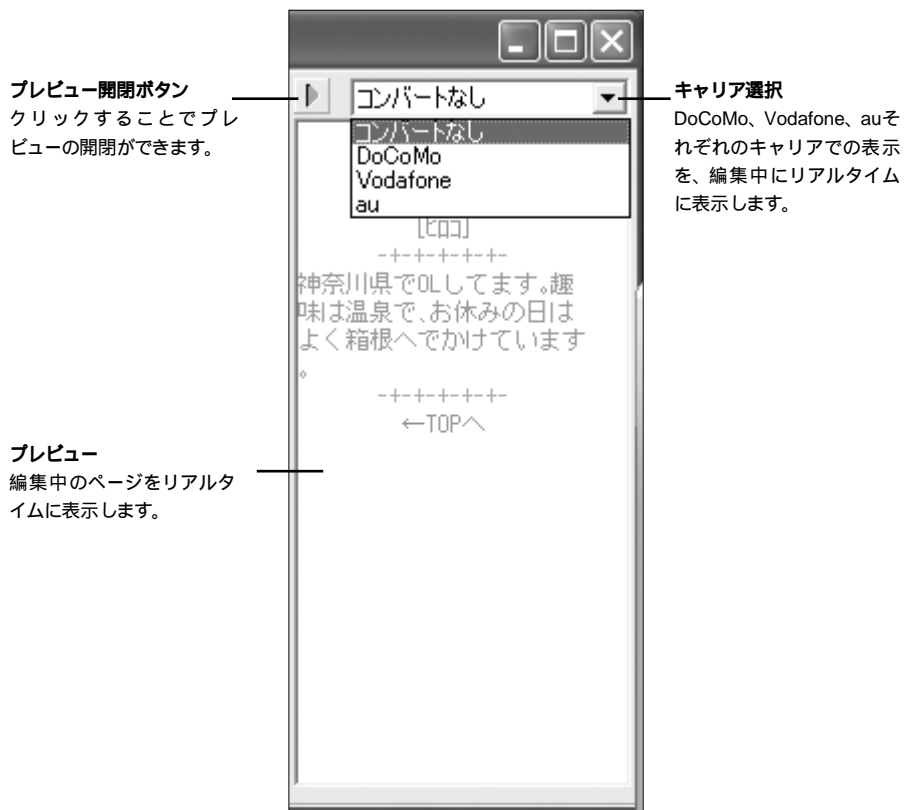 プレビュー開閉ボタン
クリックすることでプレ
ビューの開閉ができます。
コンバートなし
コンバートなし
DoCoMo
Vodafone
au
キャリア選択
DoCoMo、Vodafone、auそ
れぞれのキャリアでの表示
を、編集中にリアルタイム
に表示します。
[ﾋﾛｺ]
-+-+-+-+-+-
神奈川県でOLしてます。趣
味は温泉で、お休みの日は
よく箱根へでかけています
。
-+-+-+-+-+-
←TOPへ
プレビュー
編集中のページをリアルタ
イムに表示します。